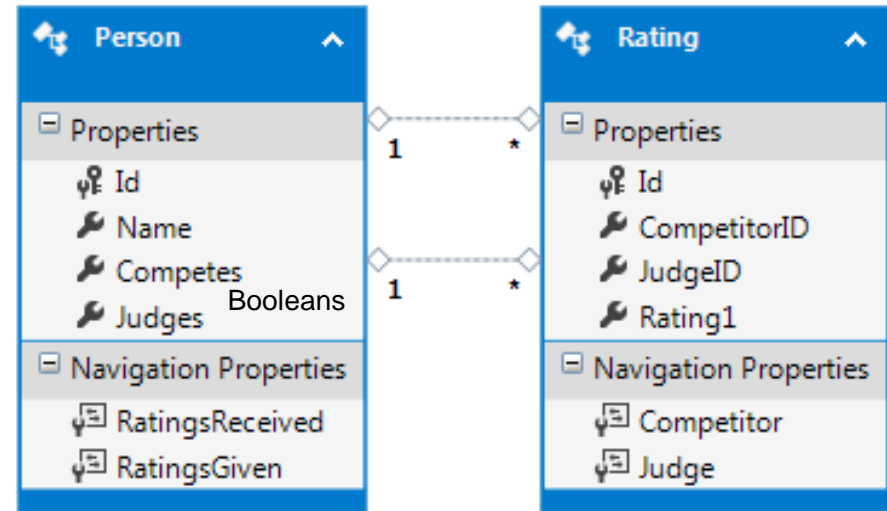 Person
Properties
Id
Name
Competes
Booleans
Judges
Navigation Properties
RatingsReceived
RatingsGiven
1 *
1 *
Rating
Properties
Id
CompetitorID
JudgeID
Rating1
Navigation Properties
Competitor
Judge